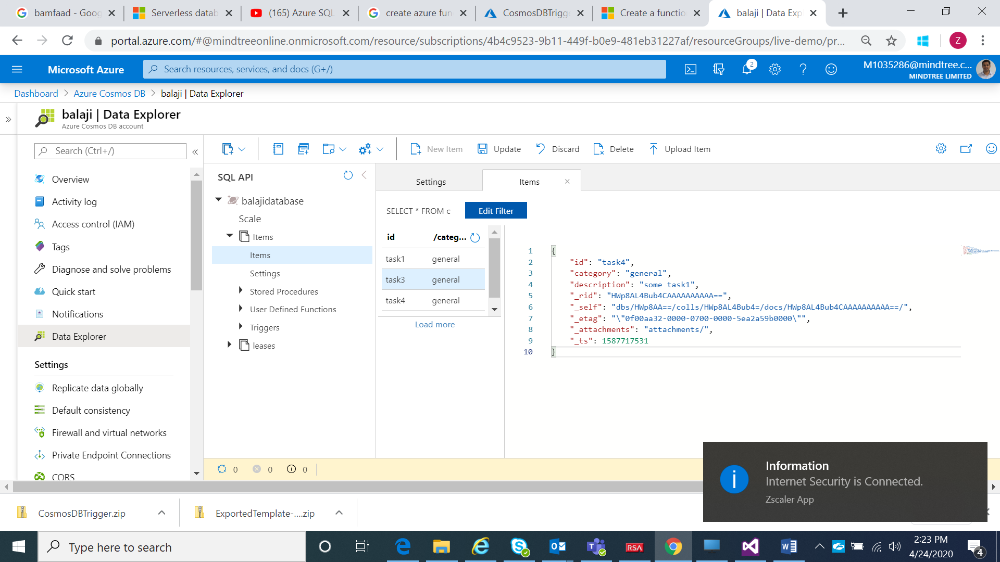 bamfaad - Goog
Serverless datab
(165) Azure SQL
create azure fun
CosmosDBTrigge
Create a functio
balaji | Data Exp
portal.azure.com/#@mindtreeonline.onmicrosoft.com/resource/subscriptions/4b4c9523-9b11-449f-b0e9-481eb31227af/resourceGroups/live-demo/pr...
Z
Microsoft Azure
Search resources, services, and docs (G+/)
2
M1035286@mindtree.c...
MINDTREE LIMITED
Dashboard > Azure Cosmos DB > balaji | Data Explorer
balaji | Data Explorer
Azure Cosmos DB account
Search (Ctrl+/)
Overview
Activity log
Access control (IAM)
Tags
Diagnose and solve problems
Quick start
Notifications
Data Explorer
Settings
Replicate data globally
Default consistency
Firewall and virtual networks
Private Endpoint Connections
CORS
New Item
Update
Discard
Delete
Upload Item
SQL API
balajidatabase
Scale
Items
Items
Settings
Stored Procedures
User Defined Functions
Triggers
leases
Settings
Items
SELECT * FROM c
Edit Filter
id /categ...
task1 general
task3 general
task4 general
Load more
1 {
2 "id": "task4",
3 "category": "general",
4 "description": "some task1",
5 "_rid": "HWp8AL4Bub4CAAAAAAAAAA==",
6 "_self": "dbs/HWp8AA==/colls/HWp8AL4Bub4=/docs/HWp8AL4Bub4CAAAAAAAAAA==/",
7 "_etag": "\"0f00aa32-0000-0700-0000-5ea2a59b0000\"",
8 "_attachments": "attachments/",
9 "_ts": 1587717531
10 }
0 0 0
Information
Internet Security is Connected.
Zscaler App
CosmosDBTrigger.zip
ExportedTemplate-....zip
Type here to search
RSA
2:23 PM
4/24/2020
4